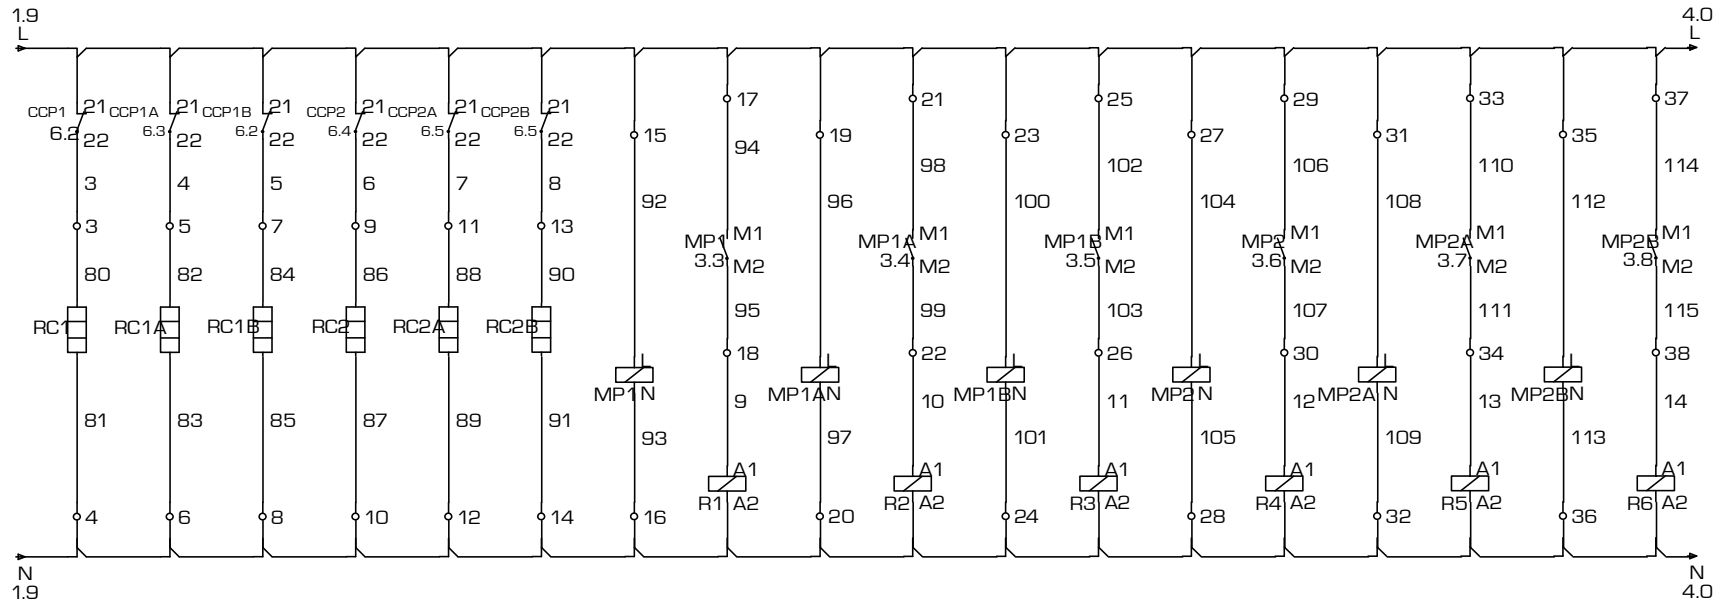 1.9 4.0
L L
17 21 25 29 33 37
CCP1 21 CCP1A 21 CCP1B 21 CCP2 21 CCP2A 21 CCP2B 21
6.2 22 6.3 22 6.2 22 6.4 22 6.5 22 6.5 22
15 19 23 27 31 35
94 98 102 106 110 114
3 4 5 6 7 8
92 96 100 104 108 112
3 5 7 9 11 13
M1 M1 M1 M1 M1 M1
MP1 MP1A MP1B MP2 MP2A MP2B
3.3 M2 3.4 M2 3.5 M2 3.6 M2 3.7 M2 3.8 M2
80 82 84 86 88 90
95 99 103 107 111 115
RC1 RC1A RC1B RC2 RC2A RC2B
18 22 26 30 34 38
L L L L L L
MP1 N MP1A N MP1B N MP2 N MP2A N MP2B N
9 10 11 12 13 14
81 83 85 87 89 91
93 97 101 105 109 113
A1 A1 A1 A1 A1 A1
R1 A2 R2 A2 R3 A2 R4 A2 R5 A2 R6 A2
4 6 8 10 12 14 16 20 24 28 32 36
N N
1.9 4.0